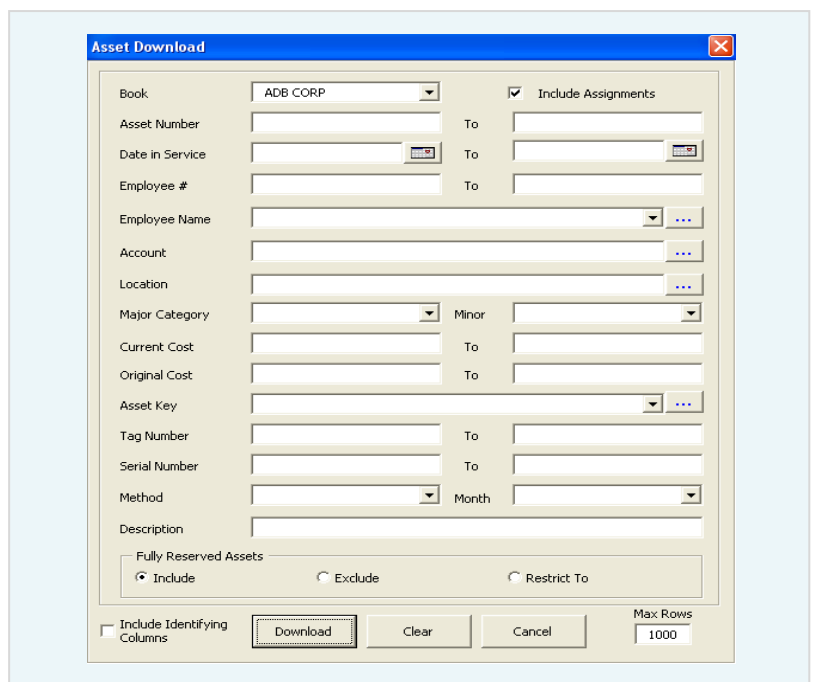 Asset Download
Book ADB CORP Include Assignments
Asset Number To
Date in Service To
Employee # To
Employee Name ...
Account ...
Location ...
Major Category Minor
Current Cost To
Original Cost To
Asset Key ...
Tag Number To
Serial Number To
Method Month
Description
Fully Reserved Assets
Include Exclude Restrict To
Include Identifying
Columns
Download Clear Cancel
Max Rows
1000